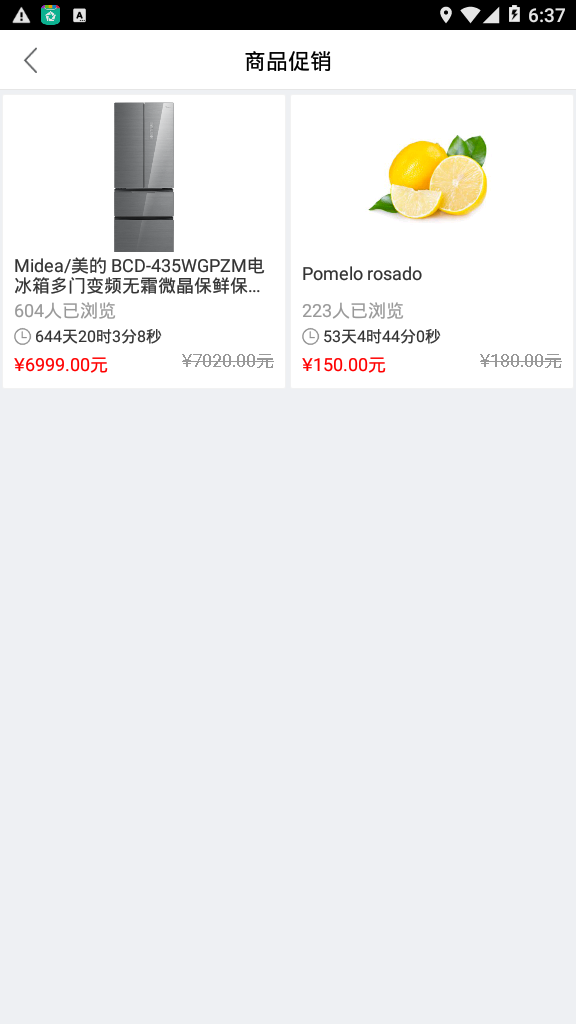 6:37
商品促销
Midea/美的 BCD-435WGPZM电
冰箱多门变频无霜微晶保鲜保...
604人已浏览
644天20时3分8秒
¥6999.00元
¥7020.00元
Pomelo rosado
223人已浏览
53天4时44分0秒
¥150.00元
¥180.00元